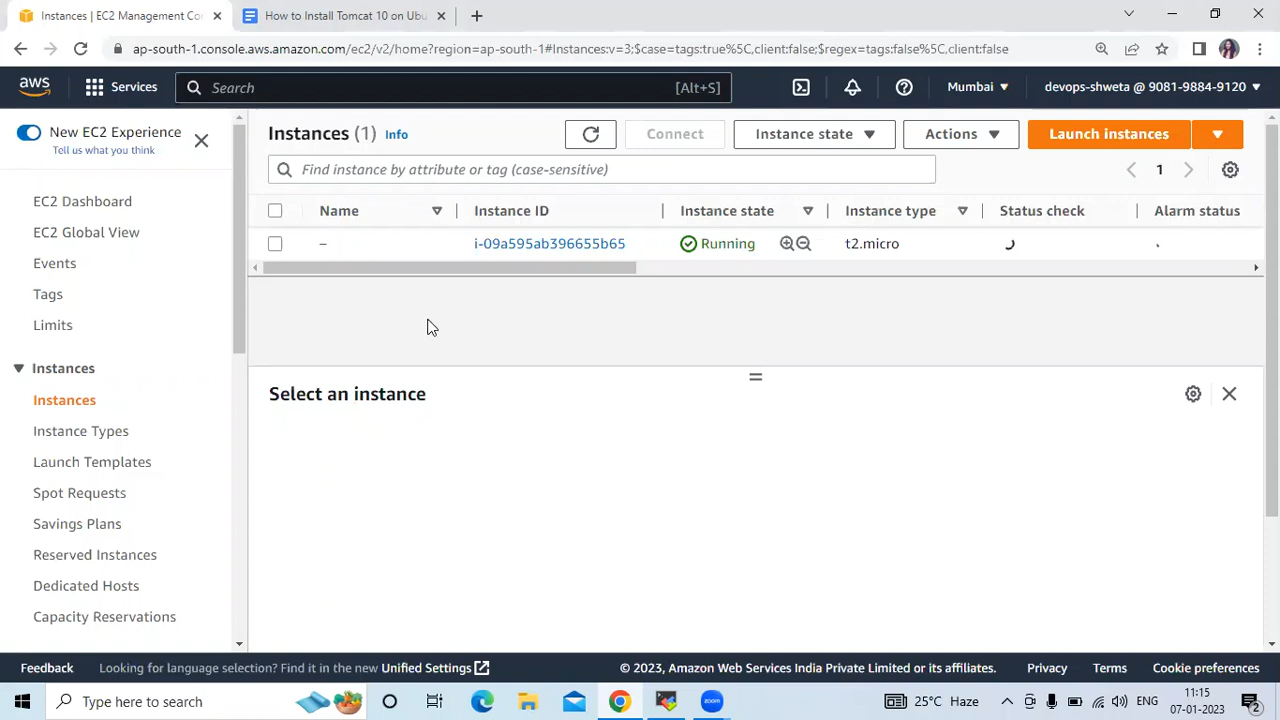 Instances | EC2 Management Co
How to Install Tomcat 10 on Ubu
ap-south-1.console.aws.amazon.com/ec2/v2/home?region=ap-south-1#Instances:v=3;$case=tags:true%5C,client:false;$regex=tags:false%5C,client:false
aws
Services
Search
[Alt+S]
Mumbai
devops-shweta @ 9081-9884-9120
New EC2 Experience
Tell us what you think
EC2 Dashboard
EC2 Global View
Events
Tags
Limits
Instances
Instances
Instance Types
Launch Templates
Spot Requests
Savings Plans
Reserved Instances
Dedicated Hosts
Capacity Reservations
Instances (1) Info
Connect
Instance state
Actions
Launch instances
Find instance by attribute or tag (case-sensitive)
1
Name Instance ID Instance state Instance type Status check Alarm status
– i-09a595ab396655b65 Running t2.micro
Select an instance
Feedback
Looking for language selection? Find it in the new Unified Settings
© 2023, Amazon Web Services India Private Limited or its affiliates.
Privacy
Terms
Cookie preferences
Type here to search
zoom
25°C Haze
ENG
11:15
07-01-2023
2